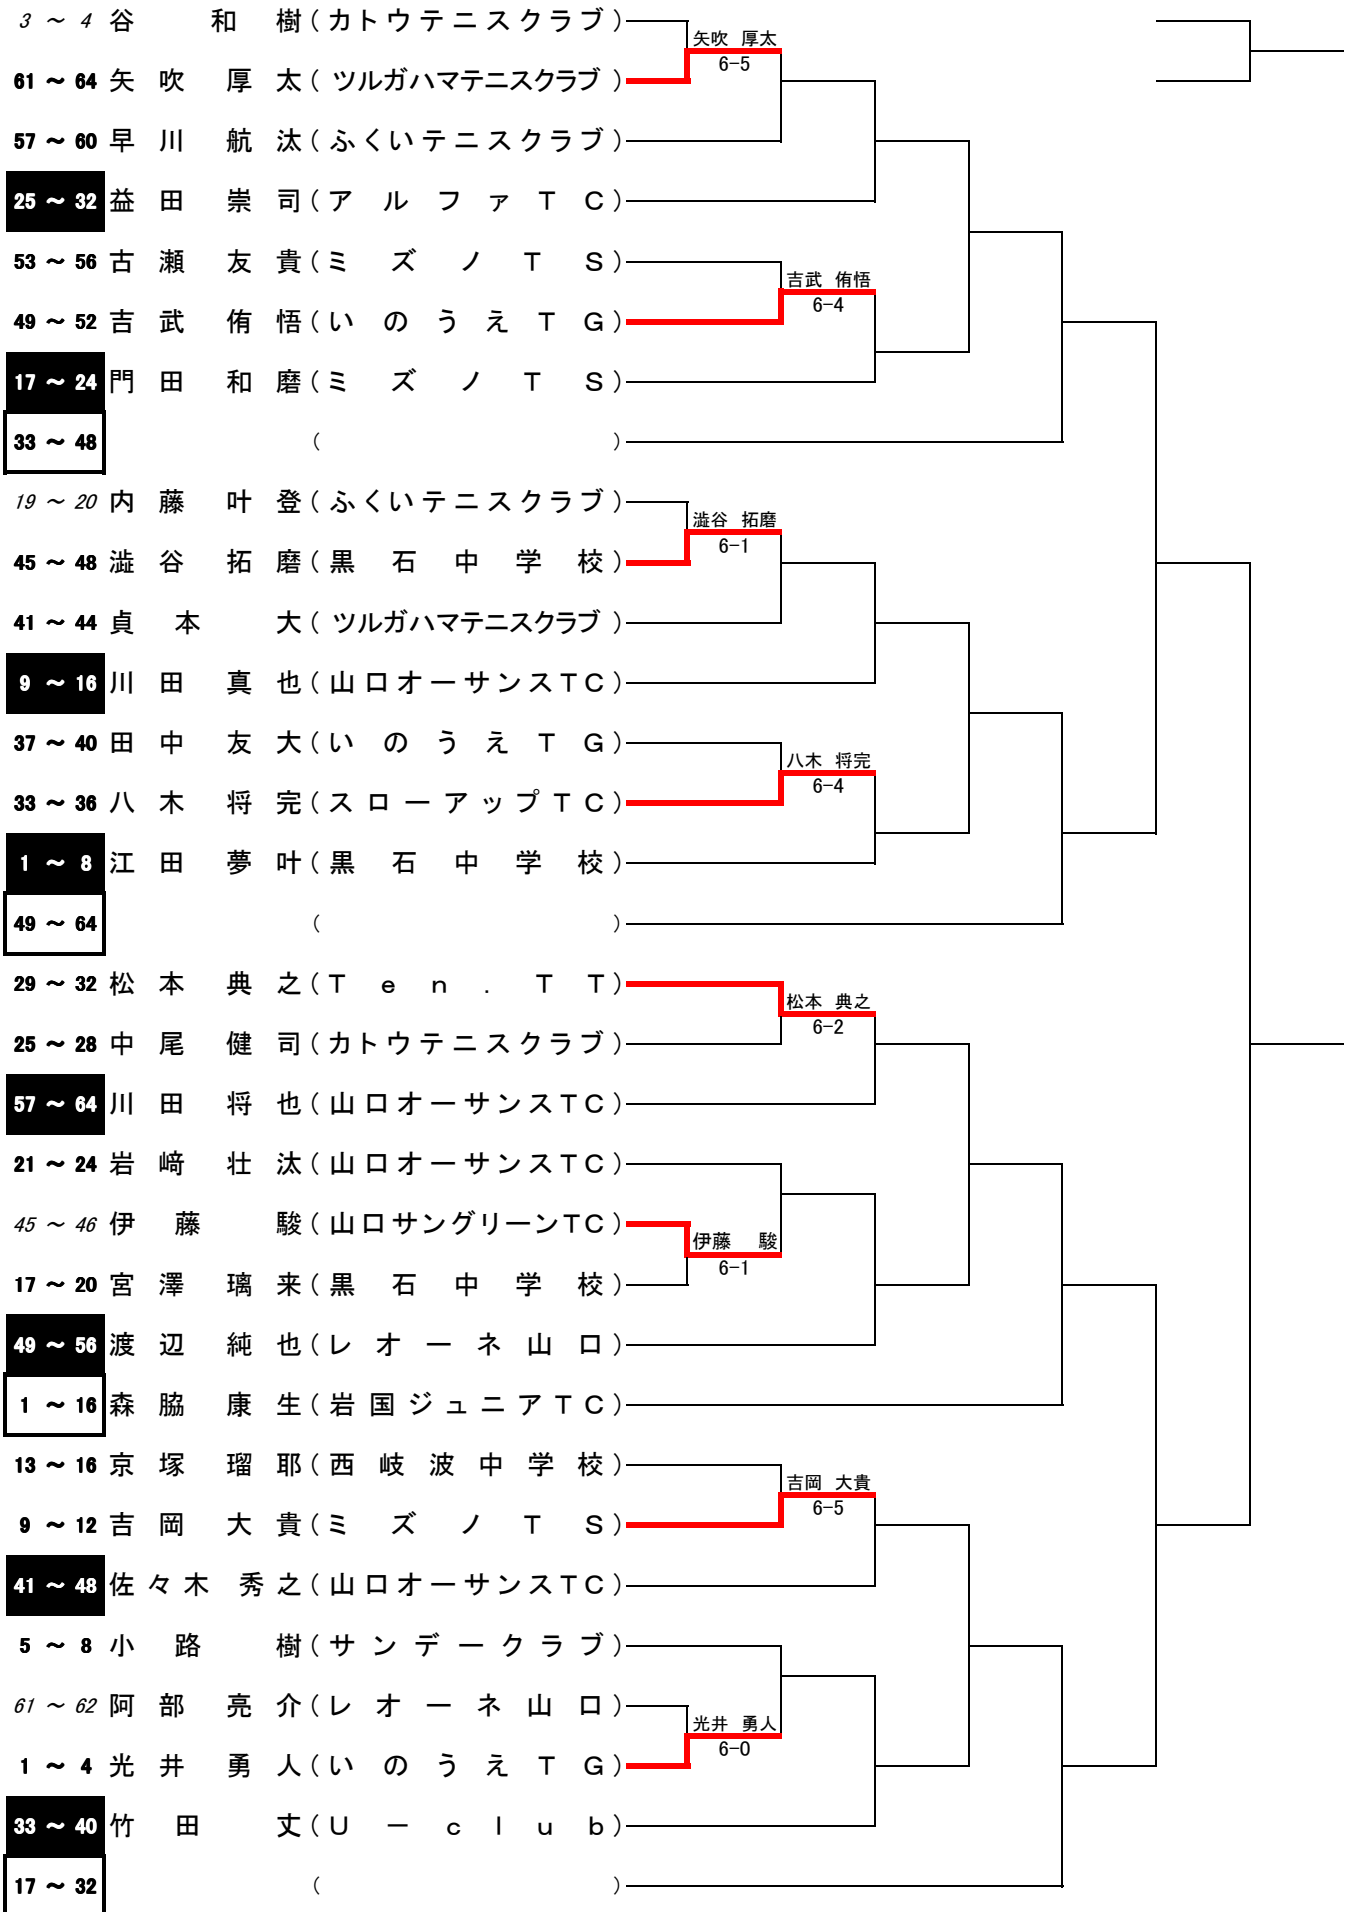 3 ～ 4 谷 和 樹 ( カトウテニスクラブ )
矢吹 厚太
6-5
61 ～ 64 矢 吹 厚 太 ( ツルガハマテニスクラブ )
57 ～ 60 早 川 航 汰 ( ふくいテニスクラブ )
25 ～ 32 益 田 崇 司 ( ア ル フ ァ T C )
53 ～ 56 古 瀬 友 貴 ( ミ ズ ノ T S )
吉武 侑悟
6-4
49 ～ 52 吉 武 侑 悟 ( い の う え T G )
17 ～ 24 門 田 和 磨 ( ミ ズ ノ T S )
33 ～ 48 ( )
19 ～ 20 内 藤 叶 登 ( ふくいテニスクラブ )
澁谷 拓磨
6-1
45 ～ 48 澁 谷 拓 磨 ( 黒 石 中 学 校 )
41 ～ 44 貞 本 大 ( ツルガハマテニスクラブ )
9 ～ 16 川 田 真 也 ( 山口オーサンスTC )
37 ～ 40 田 中 友 大 ( い の う え T G )
八木 将完
6-4
33 ～ 36 八 木 将 完 ( スローアップTC )
1 ～ 8 江 田 夢 叶 ( 黒 石 中 学 校 )
49 ～ 64 ( )
29 ～ 32 松 本 典 之 ( T e n . T T )
松本 典之
6-2
25 ～ 28 中 尾 健 司 ( カトウテニスクラブ )
57 ～ 64 川 田 将 也 ( 山口オーサンスTC )
21 ～ 24 岩 﨑 壮 汰 ( 山口オーサンスTC )
45 ～ 46 伊 藤 駿 ( 山口サングリーンTC )
伊藤 駿
6-1
17 ～ 20 宮 澤 璃 来 ( 黒 石 中 学 校 )
49 ～ 56 渡 辺 純 也 ( レ オ ー ネ 山 口 )
1 ～ 16 森 脇 康 生 ( 岩国ジュニアTC )
13 ～ 16 京 塚 瑠 耶 ( 西 岐 波 中 学 校 )
吉岡 大貴
6-5
9 ～ 12 吉 岡 大 貴 ( ミ ズ ノ T S )
41 ～ 48 佐 々 木 秀 之 ( 山口オーサンスTC )
5 ～ 8 小 路 樹 ( サ ン デ ー ク ラ ブ )
61 ～ 62 阿 部 亮 介 ( レ オ ー ネ 山 口 )
光井 勇人
6-0
1 ～ 4 光 井 勇 人 ( い の う え T G )
33 ～ 40 竹 田 丈 ( U － c l u b )
17 ～ 32 ( )